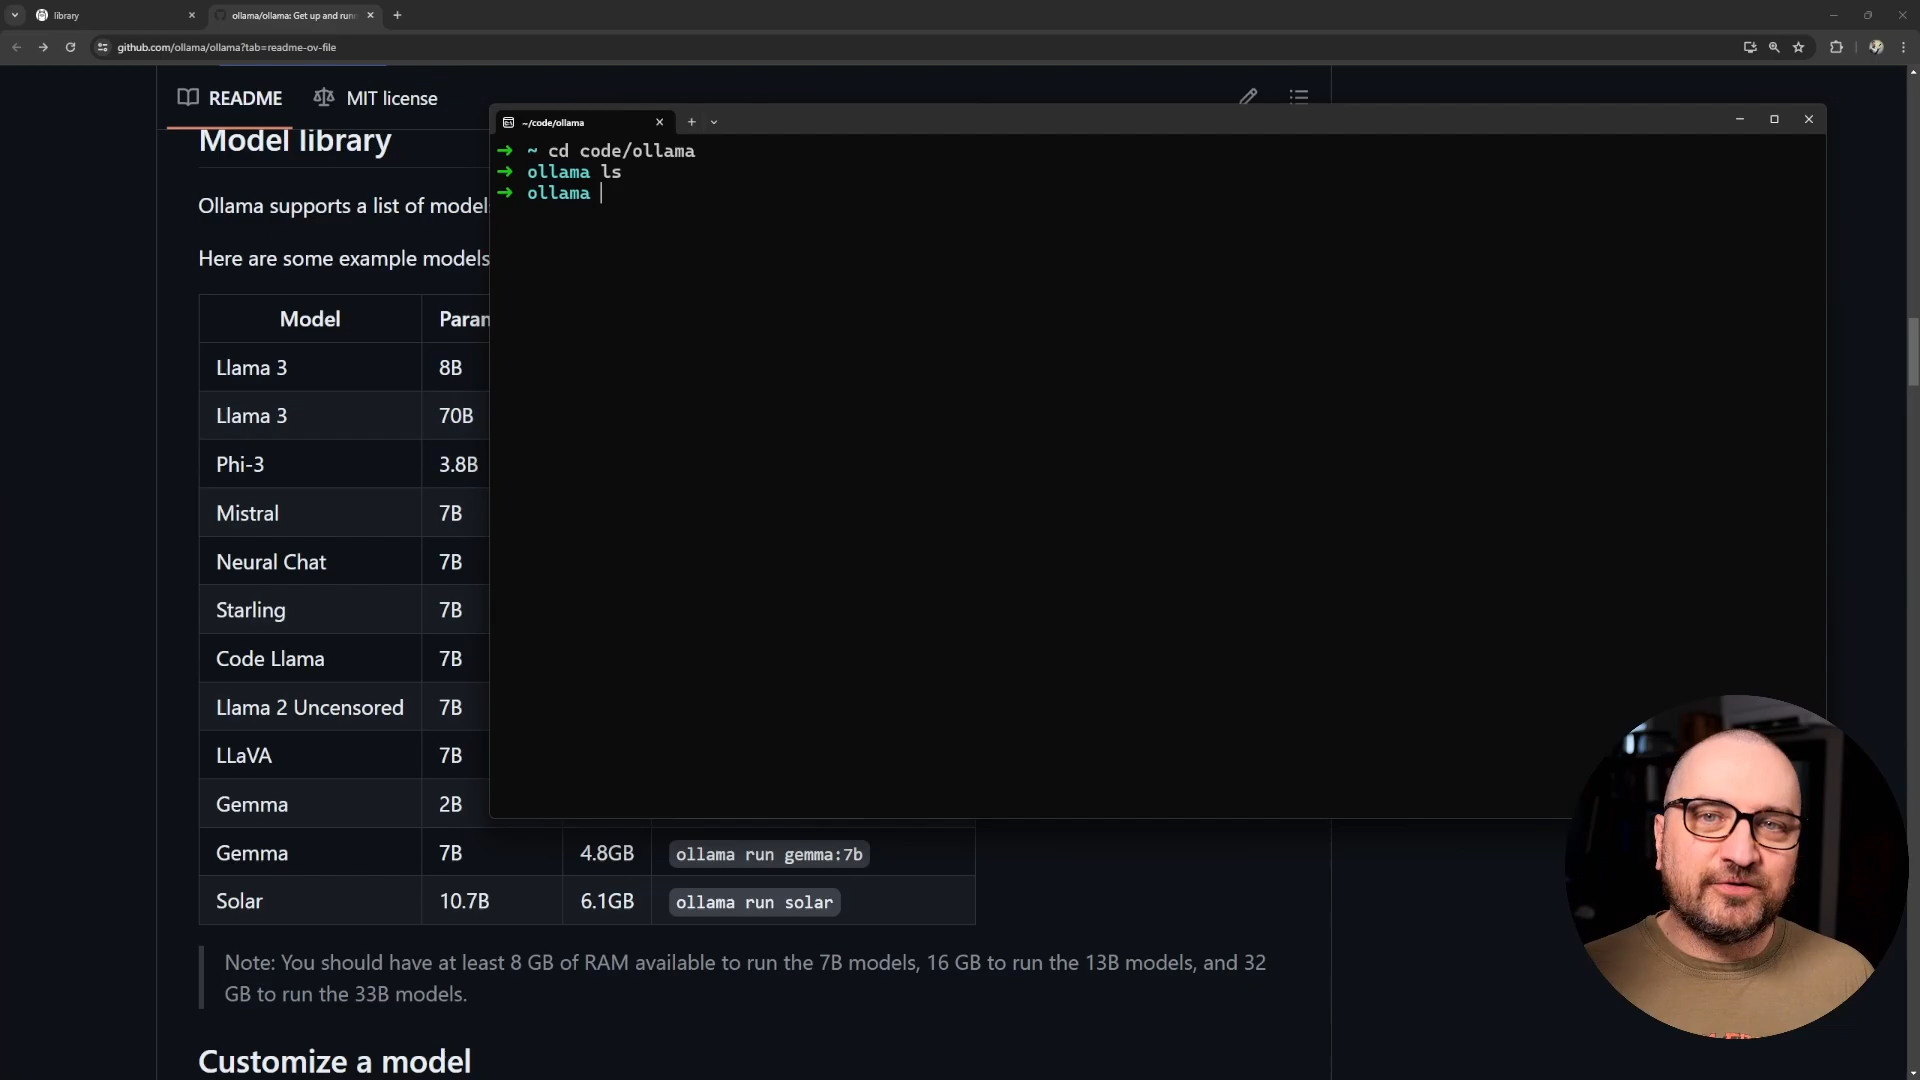 library
ollama/ollama: Get up and run
github.com/ollama/ollama?tab=readme-ov-file
README
MIT license
Model library
Ollama supports a list of model
Here are some example models
Model Param
Llama 3 8B
Llama 3 70B
Phi-3 3.8B
Mistral 7B
Neural Chat 7B
Starling 7B
Code Llama 7B
Llama 2 Uncensored 7B
LLaVA 7B
Gemma 2B
Gemma 7B 4.8GB ollama run gemma:7b
Solar 10.7B 6.1GB ollama run solar
Note: You should have at least 8 GB of RAM available to run the 7B models, 16 GB to run the 13B models, and 32
GB to run the 33B models.
Customize a model
~/code/ollama
➜ ~ cd code/ollama
➜ ollama ls
➜ ollama